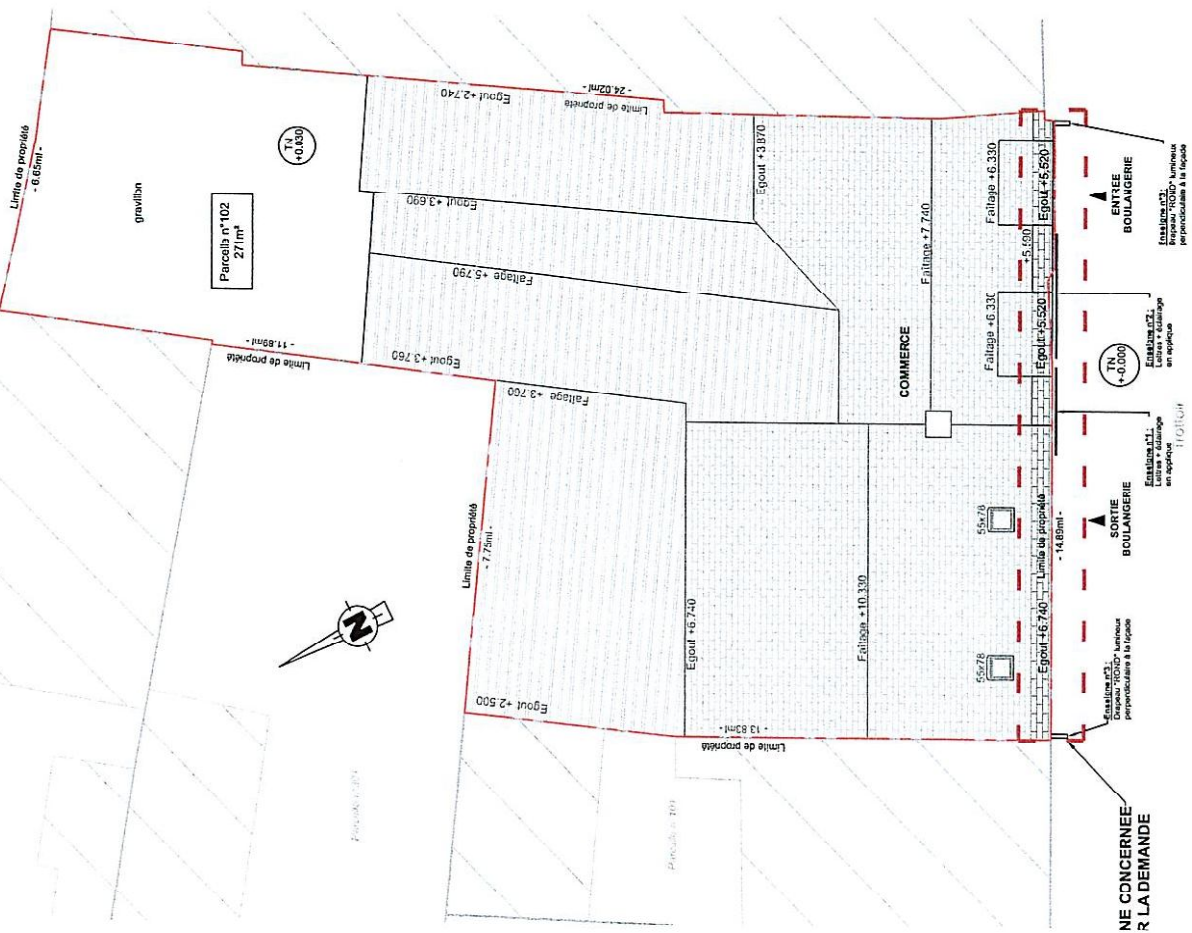 Limite de propriété
- 6.65ml -
gravillon
TN
Parcelle n°102
271m²
Limite de propriété
- 11.89ml -
Egout +2.740
Limite de propriété
- 24.02ml -
Egout +3.690
Faitage +5.790
Egout +3.760
Egout +3.870
Faitage +7.740
COMMERCE
Limite de propriété
- 7.75ml -
Faitage +3.760
N
Egout +2.500
Egout +6.740
Faitage +10.330
- 13.83ml -
Limite de propriété
55x78
55x78
Egout +6.740
Limite de propriété
- 14.89ml -
Faitage +6.330
Egout +5.520
Faitage +6.330
Egout +5.520
TN
+-0.000
ENTREE
BOULANGERIE
SORTIE
BOULANGERIE
Enseigne n°3 :
Drapeau "ROND" lumineux
perpendiculaire à la façade
Enseigne n°1 :
Lettres + éclairage
en applique
Enseigne n°2 :
Lettres + éclairage
en applique
Enseigne n°3 :
Drapeau "ROND" lumineux
perpendiculaire à la façade
Trottoir
NE CONCERNEE
R LA DEMANDE